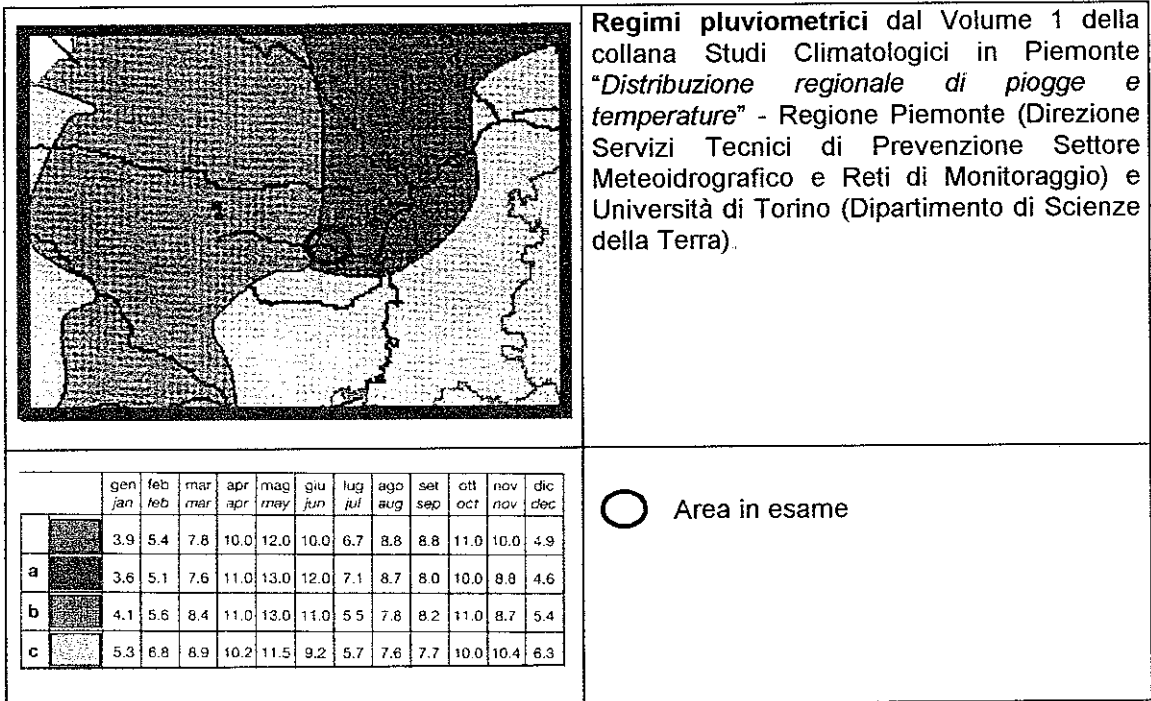 Regimi pluviometrici dal Volume 1 della
collana Studi Climatologici in Piemonte
"Distribuzione regionale di piogge e
temperature" - Regione Piemonte (Direzione
Servizi Tecnici di Prevenzione Settore
Meteoidrografico e Reti di Monitoraggio) e
Università di Torino (Dipartimento di Scienze
della Terra).
gen feb mar apr mag giu lug ago set ott nov dic
jan feb mar apr may jun jul aug sep oct nov dec
3.9 5.4 7.8 10.0 12.0 10.0 6.7 8.8 8.8 11.0 10.0 4.9
a 3.6 5.1 7.6 11.0 13.0 12.0 7.1 8.7 8.0 10.0 8.8 4.6
b 4.1 5.6 8.4 11.0 13.0 11.0 5.5 7.8 8.2 11.0 8.7 5.4
c 5.3 6.8 8.9 10.2 11.5 9.2 5.7 7.6 7.7 10.0 10.4 6.3
Area in esame